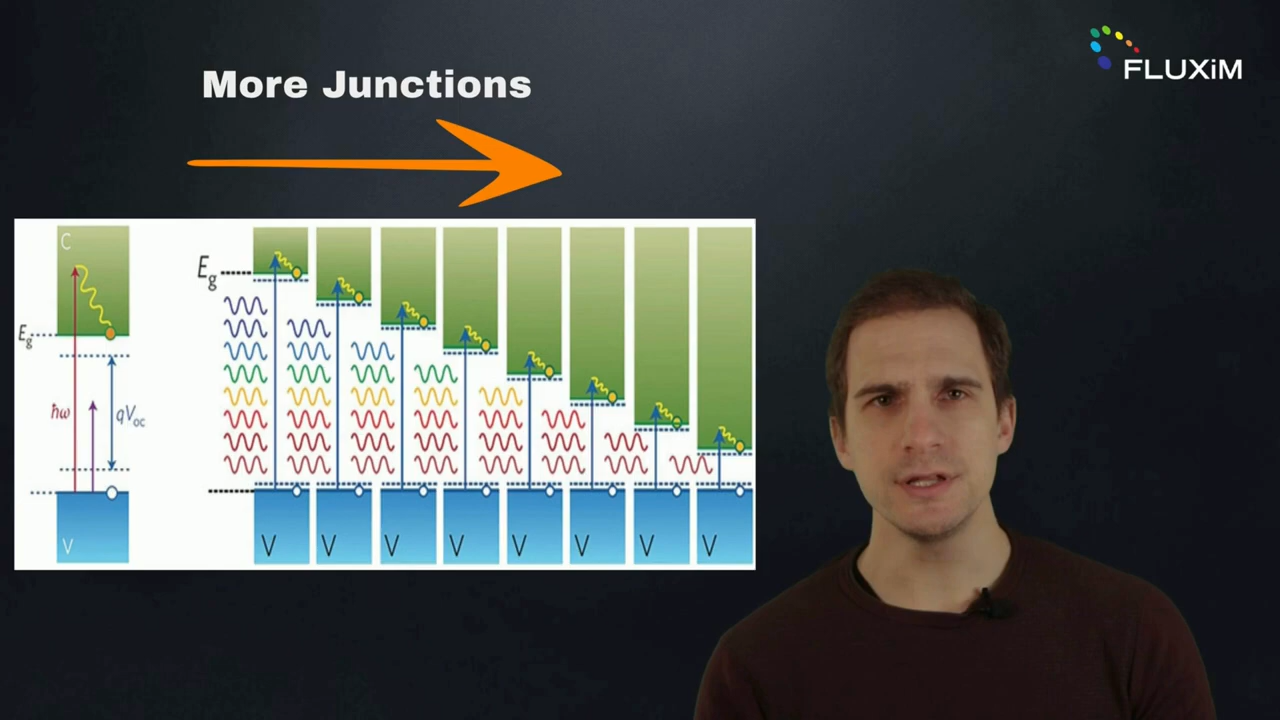 FLUXiM
More Junctions
C
Eg
ħω
qVoc
V
Eg
V V V V V V V V